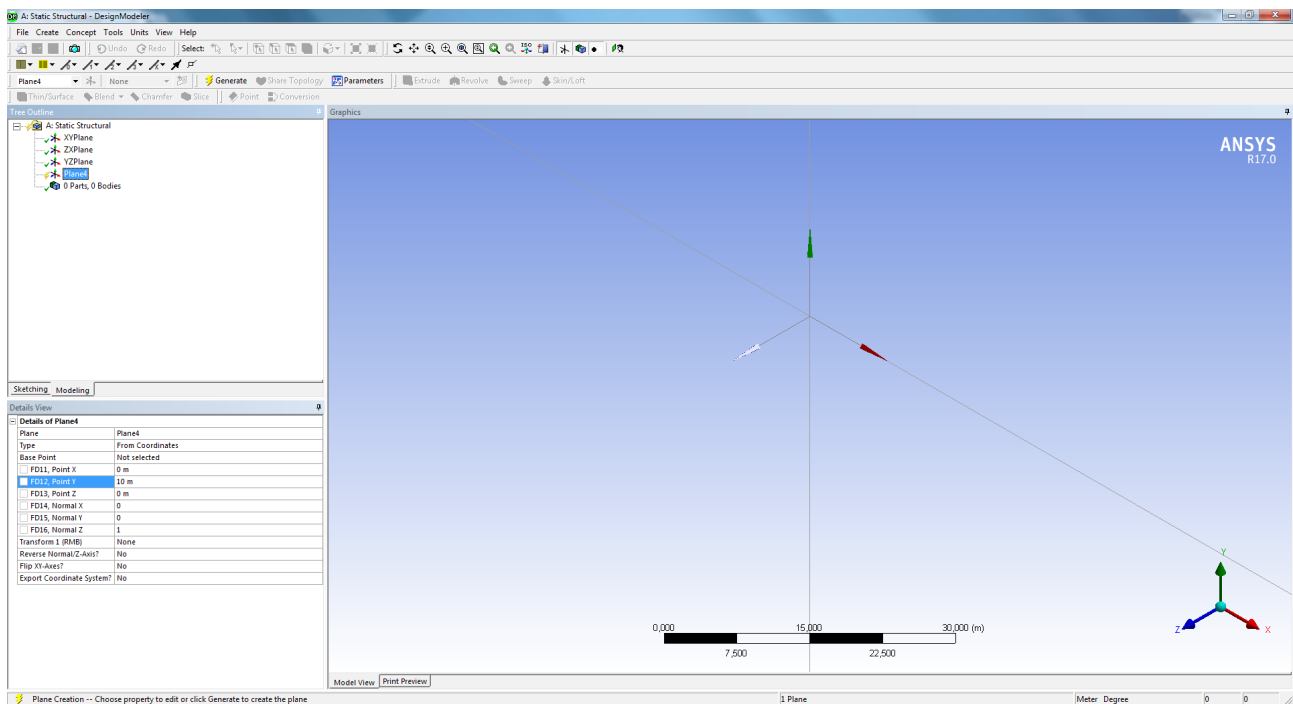 A: Static Structural - DesignModeler
File Create Concept Tools Units View Help
Undo Redo Select: ISO
Plane4 None Generate Share Topology Parameters Extrude Revolve Sweep Skin/Loft
Thin/Surface Blend Chamfer Slice Point Conversion
Tree Outline
A: Static Structural
XYPlane
ZXPlane
YZPlane
Plane4
0 Parts, 0 Bodies
Sketching Modeling
Details View
Details of Plane4
Plane Plane4
Type From Coordinates
Base Point Not selected
FD11, Point X 0 m
FD12, Point Y 10 m
FD13, Point Z 0 m
FD14, Normal X 0
FD15, Normal Y 0
FD16, Normal Z 1
Transform 1 (RMB) None
Reverse Normal/Z-Axis? No
Flip XY-Axes? No
Export Coordinate System? No
Graphics
ANSYS
R17.0
Y
Z X
0,000 15,000 30,000 (m)
7,500 22,500
Model View Print Preview
Plane Creation -- Choose property to edit or click Generate to create the plane 1 Plane Meter Degree 0 0